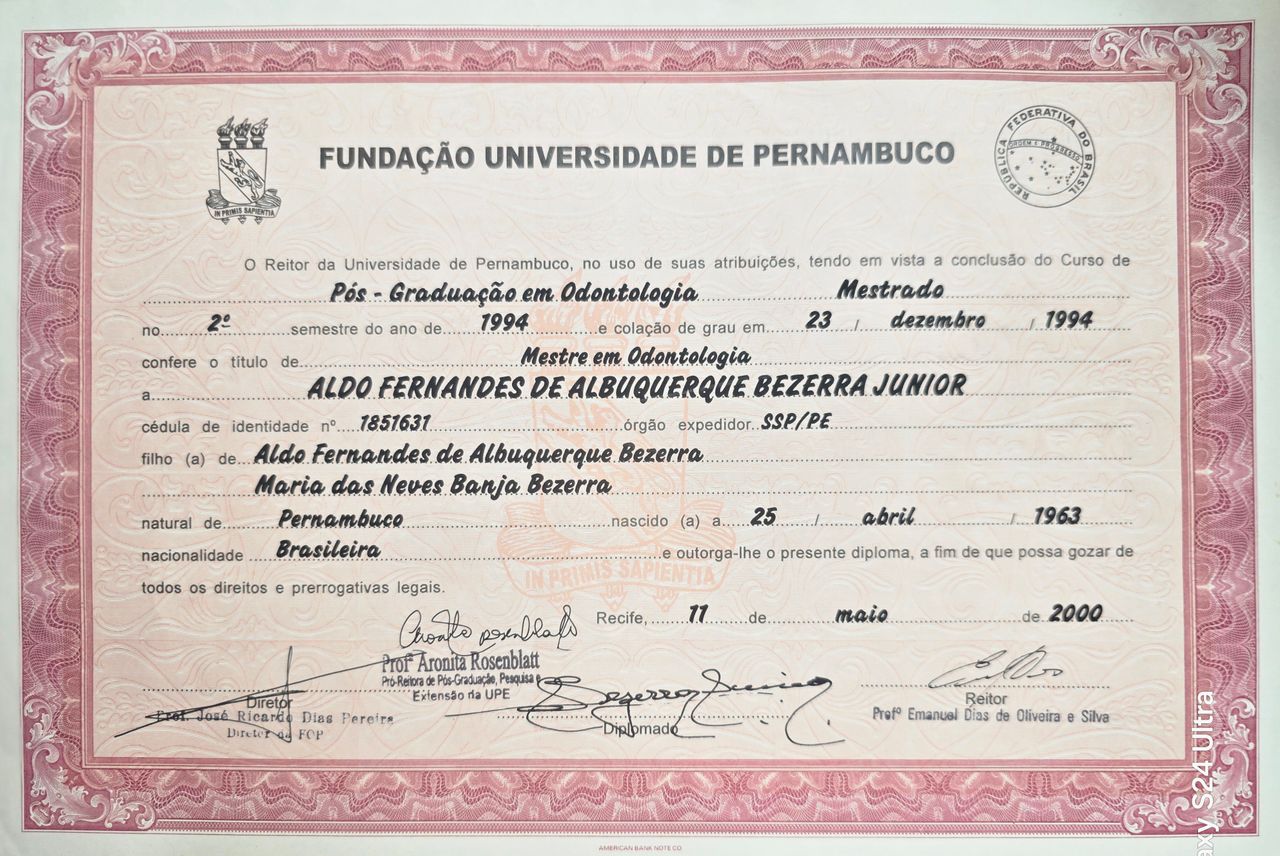 FUNDAÇÃO UNIVERSIDADE DE PERNAMBUCO
IN PRIMIS SAPIENTIA
REPÚBLICA FEDERATIVA DO BRASIL
ORDEM E PROGRESSO
O Reitor da Universidade de Pernambuco, no uso de suas atribuições, tendo em vista a conclusão do Curso de
Pós - Graduação em Odontologia Mestrado
no 2º semestre do ano de 1994 e colação de grau em 23 / dezembro / 1994
confere o título de Mestre em Odontologia
a ALDO FERNANDES DE ALBUQUERQUE BEZERRA JUNIOR
cédula de identidade nº 1851631 órgão expedidor SSP/PE
filho (a) de Aldo Fernandes de Albuquerque Bezerra
Maria das Neves Banja Bezerra
natural de Pernambuco nascido (a) a 25 / abril / 1963
nacionalidade Brasileira e outorga-lhe o presente diploma, a fim de que possa gozar de
todos os direitos e prerrogativas legais.
IN PRIMIS SAPIENTIA
Recife, 11 de maio de 2000
Aronita Rosenblatt
Profª Aronita Rosenblatt
Pró-Reitora de Pós-Graduação, Pesquisa e
Extensão da UPE
Diretor
Prof. José Ricardo Dias Pereira
Diretor da FOP
Bezerra Junior
Diplomado
Reitor
Profº Emanuel Dias de Oliveira e Silva
AMERICAN BANK NOTE CO.
axy S24 Ultra